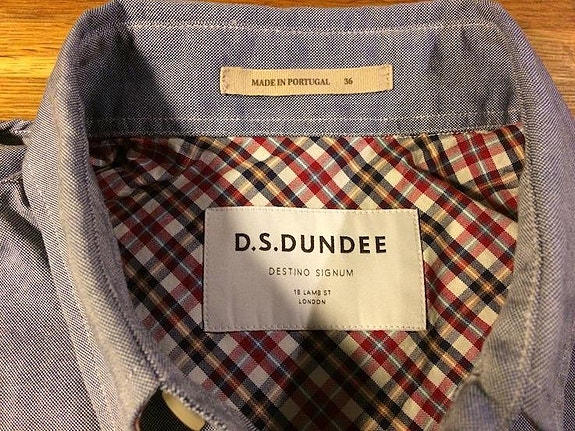 MADE IN PORTUGAL 36
D.S.DUNDEE
DESTINO SIGNUM
18 LAMB ST
LONDON